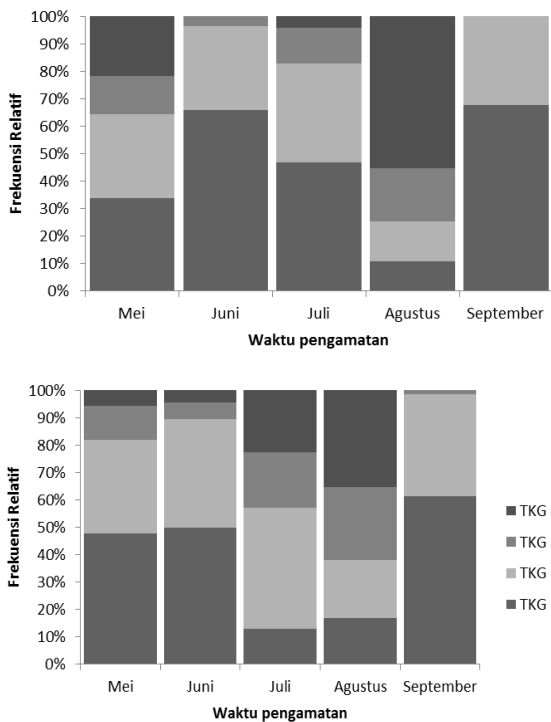 100%
90%
80%
70%
60%
50%
40%
30%
20%
10%
0%
Frekuensi Relatif
Mei Juni Juli Agustus September
Waktu pengamatan
100%
90%
80%
70%
60%
50%
40%
30%
20%
10%
0%
Frekuensi Relatif
Mei Juni Juli Agustus September
Waktu pengamatan
TKG
TKG
TKG
TKG